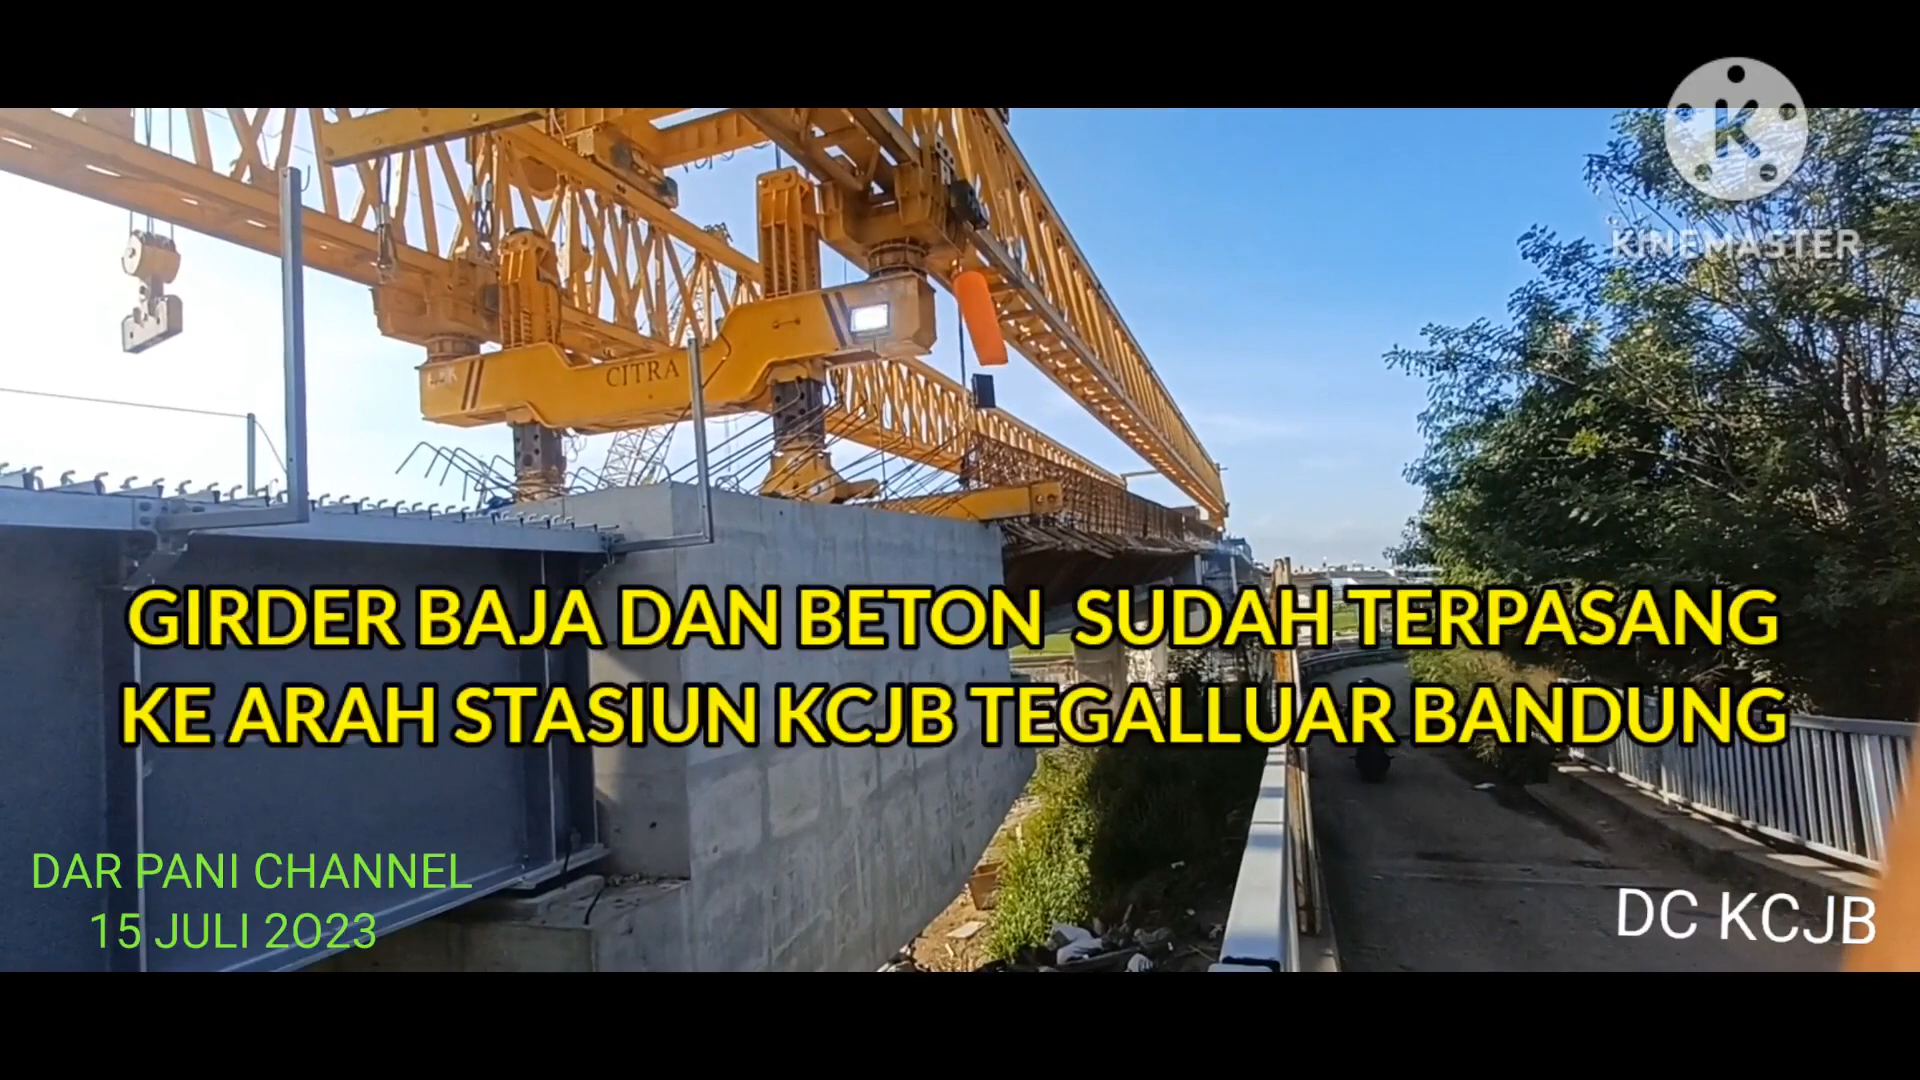 K
KINEMASTER
CITRA
GIRDER BAJA DAN BETON SUDAH TERPASANG
KE ARAH STASIUN KCJB TEGALLUAR BANDUNG
DAR PANI CHANNEL
15 JULI 2023
DC KCJB